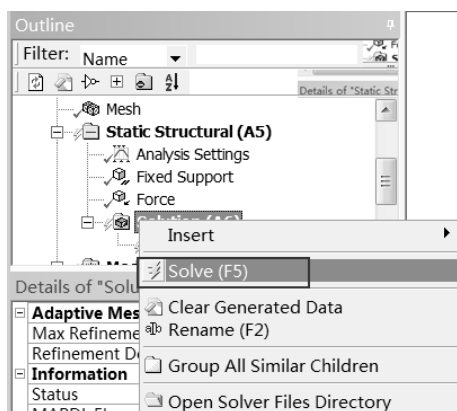 Outline
Filter: Name
Details of "Static Str
Mesh
Static Structural (A5)
Analysis Settings
Fixed Support
Force
Solution (A6)
Insert
Solve (F5)
Details of "Solu
Clear Generated Data
Adaptive Mes
Rename (F2)
Max Refineme
Refinement De
Group All Similar Children
Information
Status
Open Solver Files Directory